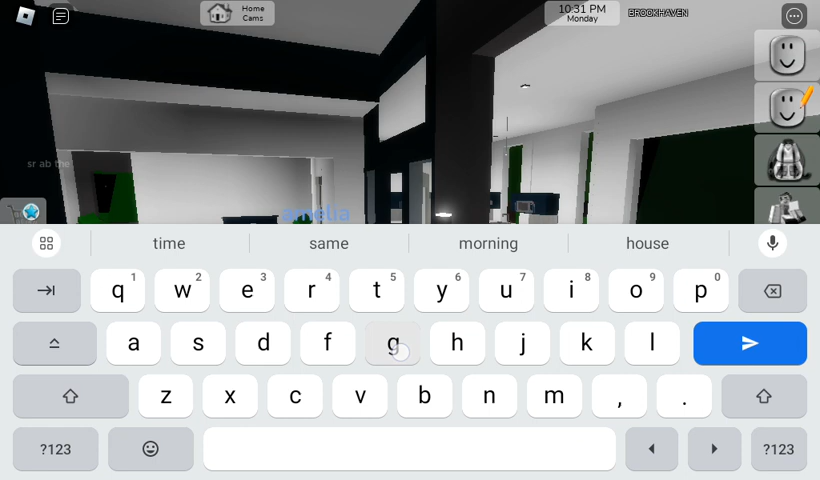 Home
Cams
10:31 PM
Monday
BROOKHAVEN
sr ab the
amelia
time same morning house
q 1 w 2 e 3 r 4 t 5 y 6 u 7 i 8 o 9 p 0
a s d f g h j k l
z x c v b n m , .
?123 ?123